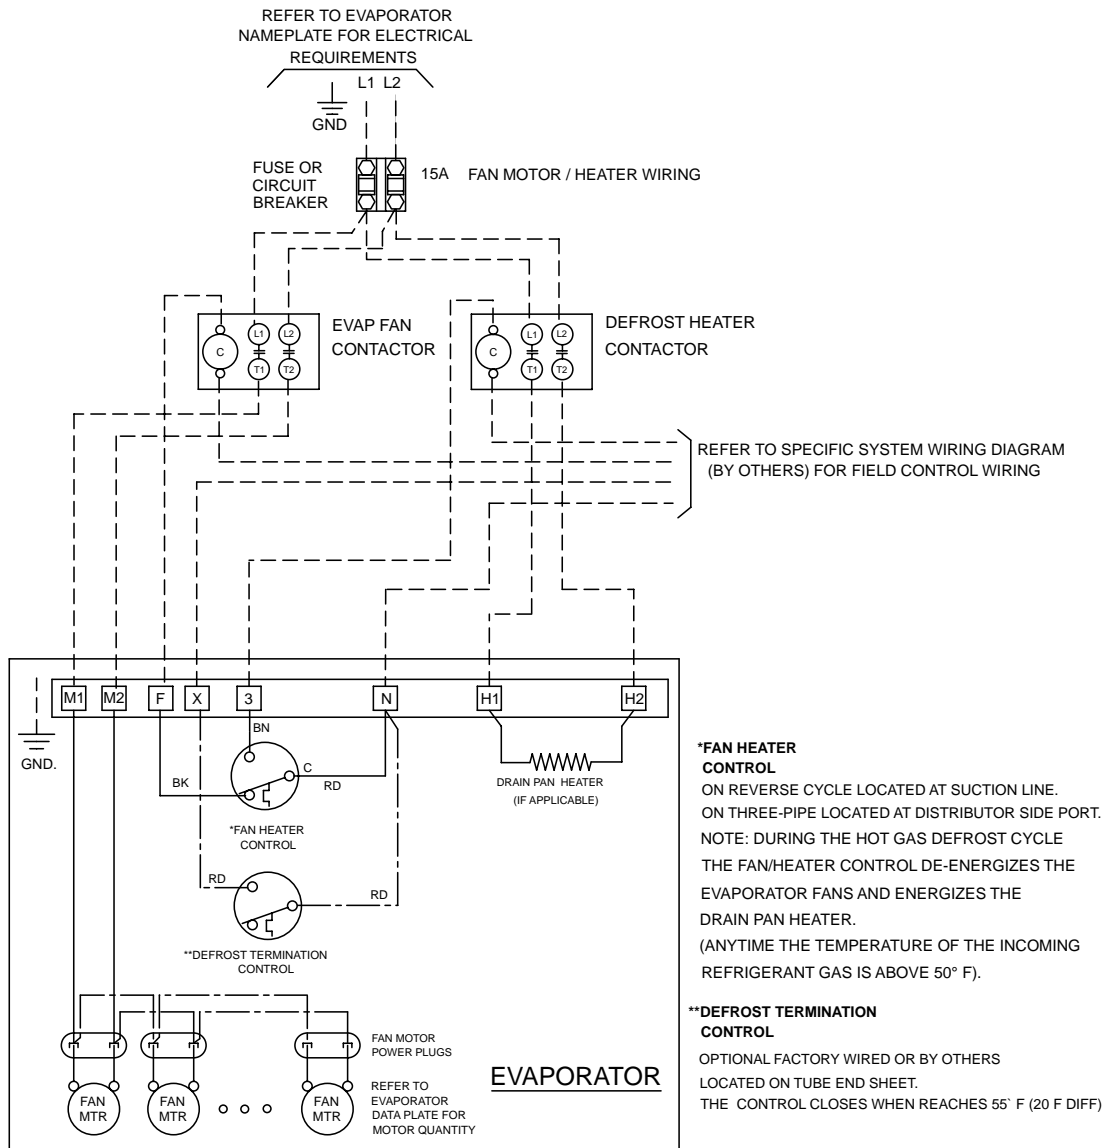 REFER TO EVAPORATOR
NAMEPLATE FOR ELECTRICAL
REQUIREMENTS
L1 L2
GND
FUSE OR
CIRCUIT
BREAKER
15A FAN MOTOR / HEATER WIRING
EVAP FAN
CONTACTOR
C
L1
L2
T1
T2
DEFROST HEATER
CONTACTOR
C
L1
L2
T1
T2
REFER TO SPECIFIC SYSTEM WIRING DIAGRAM
(BY OTHERS) FOR FIELD CONTROL WIRING
M1 M2 F X 3 N H1 H2
GND.
BN
C
BK
RD
*FAN HEATER
CONTROL
DRAIN PAN HEATER
(IF APPLICABLE)
RD
RD
**DEFROST TERMINATION
CONTROL
FAN MOTOR
POWER PLUGS
FAN
MTR
FAN
MTR
FAN
MTR
REFER TO
EVAPORATOR
DATA PLATE FOR
MOTOR QUANTITY
EVAPORATOR
*FAN HEATER
CONTROL
ON REVERSE CYCLE LOCATED AT SUCTION LINE.
ON THREE-PIPE LOCATED AT DISTRIBUTOR SIDE PORT.
NOTE: DURING THE HOT GAS DEFROST CYCLE
THE FAN/HEATER CONTROL DE-ENERGIZES THE
EVAPORATOR FANS AND ENERGIZES THE
DRAIN PAN HEATER.
(ANYTIME THE TEMPERATURE OF THE INCOMING
REFRIGERANT GAS IS ABOVE 50° F).
**DEFROST TERMINATION
CONTROL
OPTIONAL FACTORY WIRED OR BY OTHERS
LOCATED ON TUBE END SHEET.
THE CONTROL CLOSES WHEN REACHES 55` F (20 F DIFF)